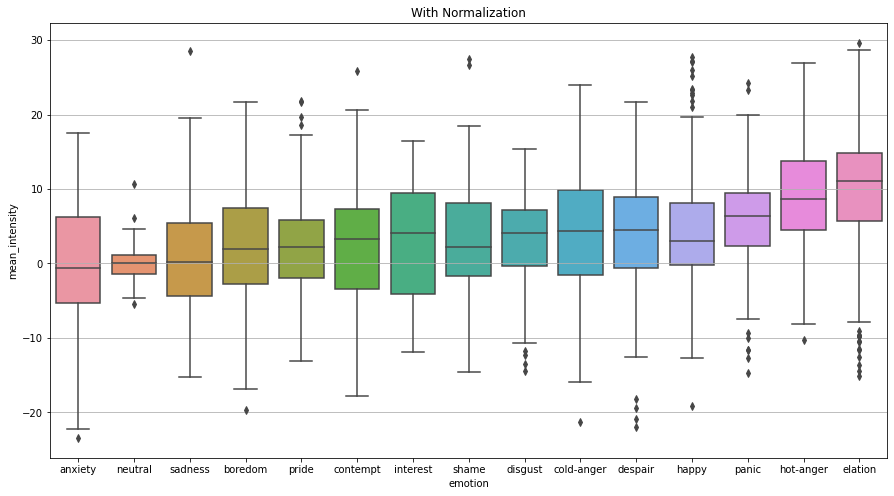 With Normalization
mean_intensity
30
20
10
0
−10
−20
anxiety neutral sadness boredom pride contempt interest shame disgust cold-anger despair happy panic hot-anger elation
emotion